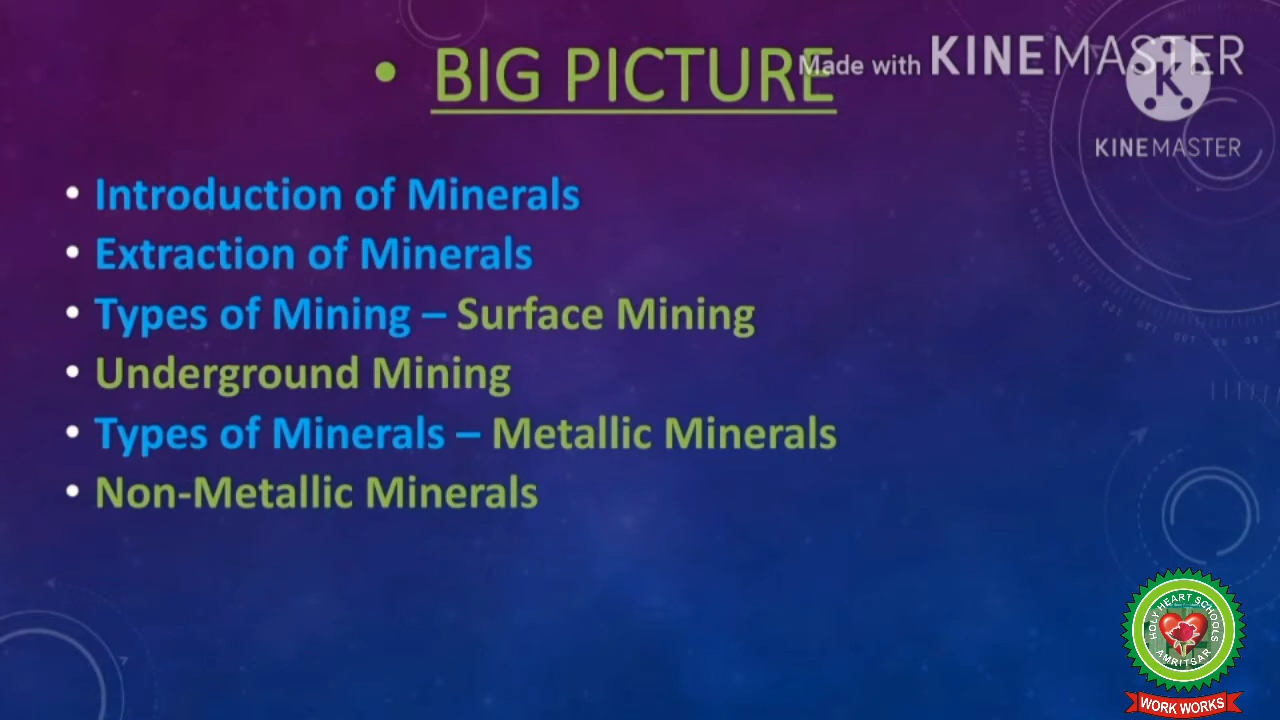 • BIG PICTURE
Made with KINEMASTER
KINEMASTER
• Introduction of Minerals
• Extraction of Minerals
• Types of Mining – Surface Mining
• Underground Mining
• Types of Minerals – Metallic Minerals
• Non-Metallic Minerals
HOLY HEART SCHOOLS
AMRITSAR
WORK WORKS